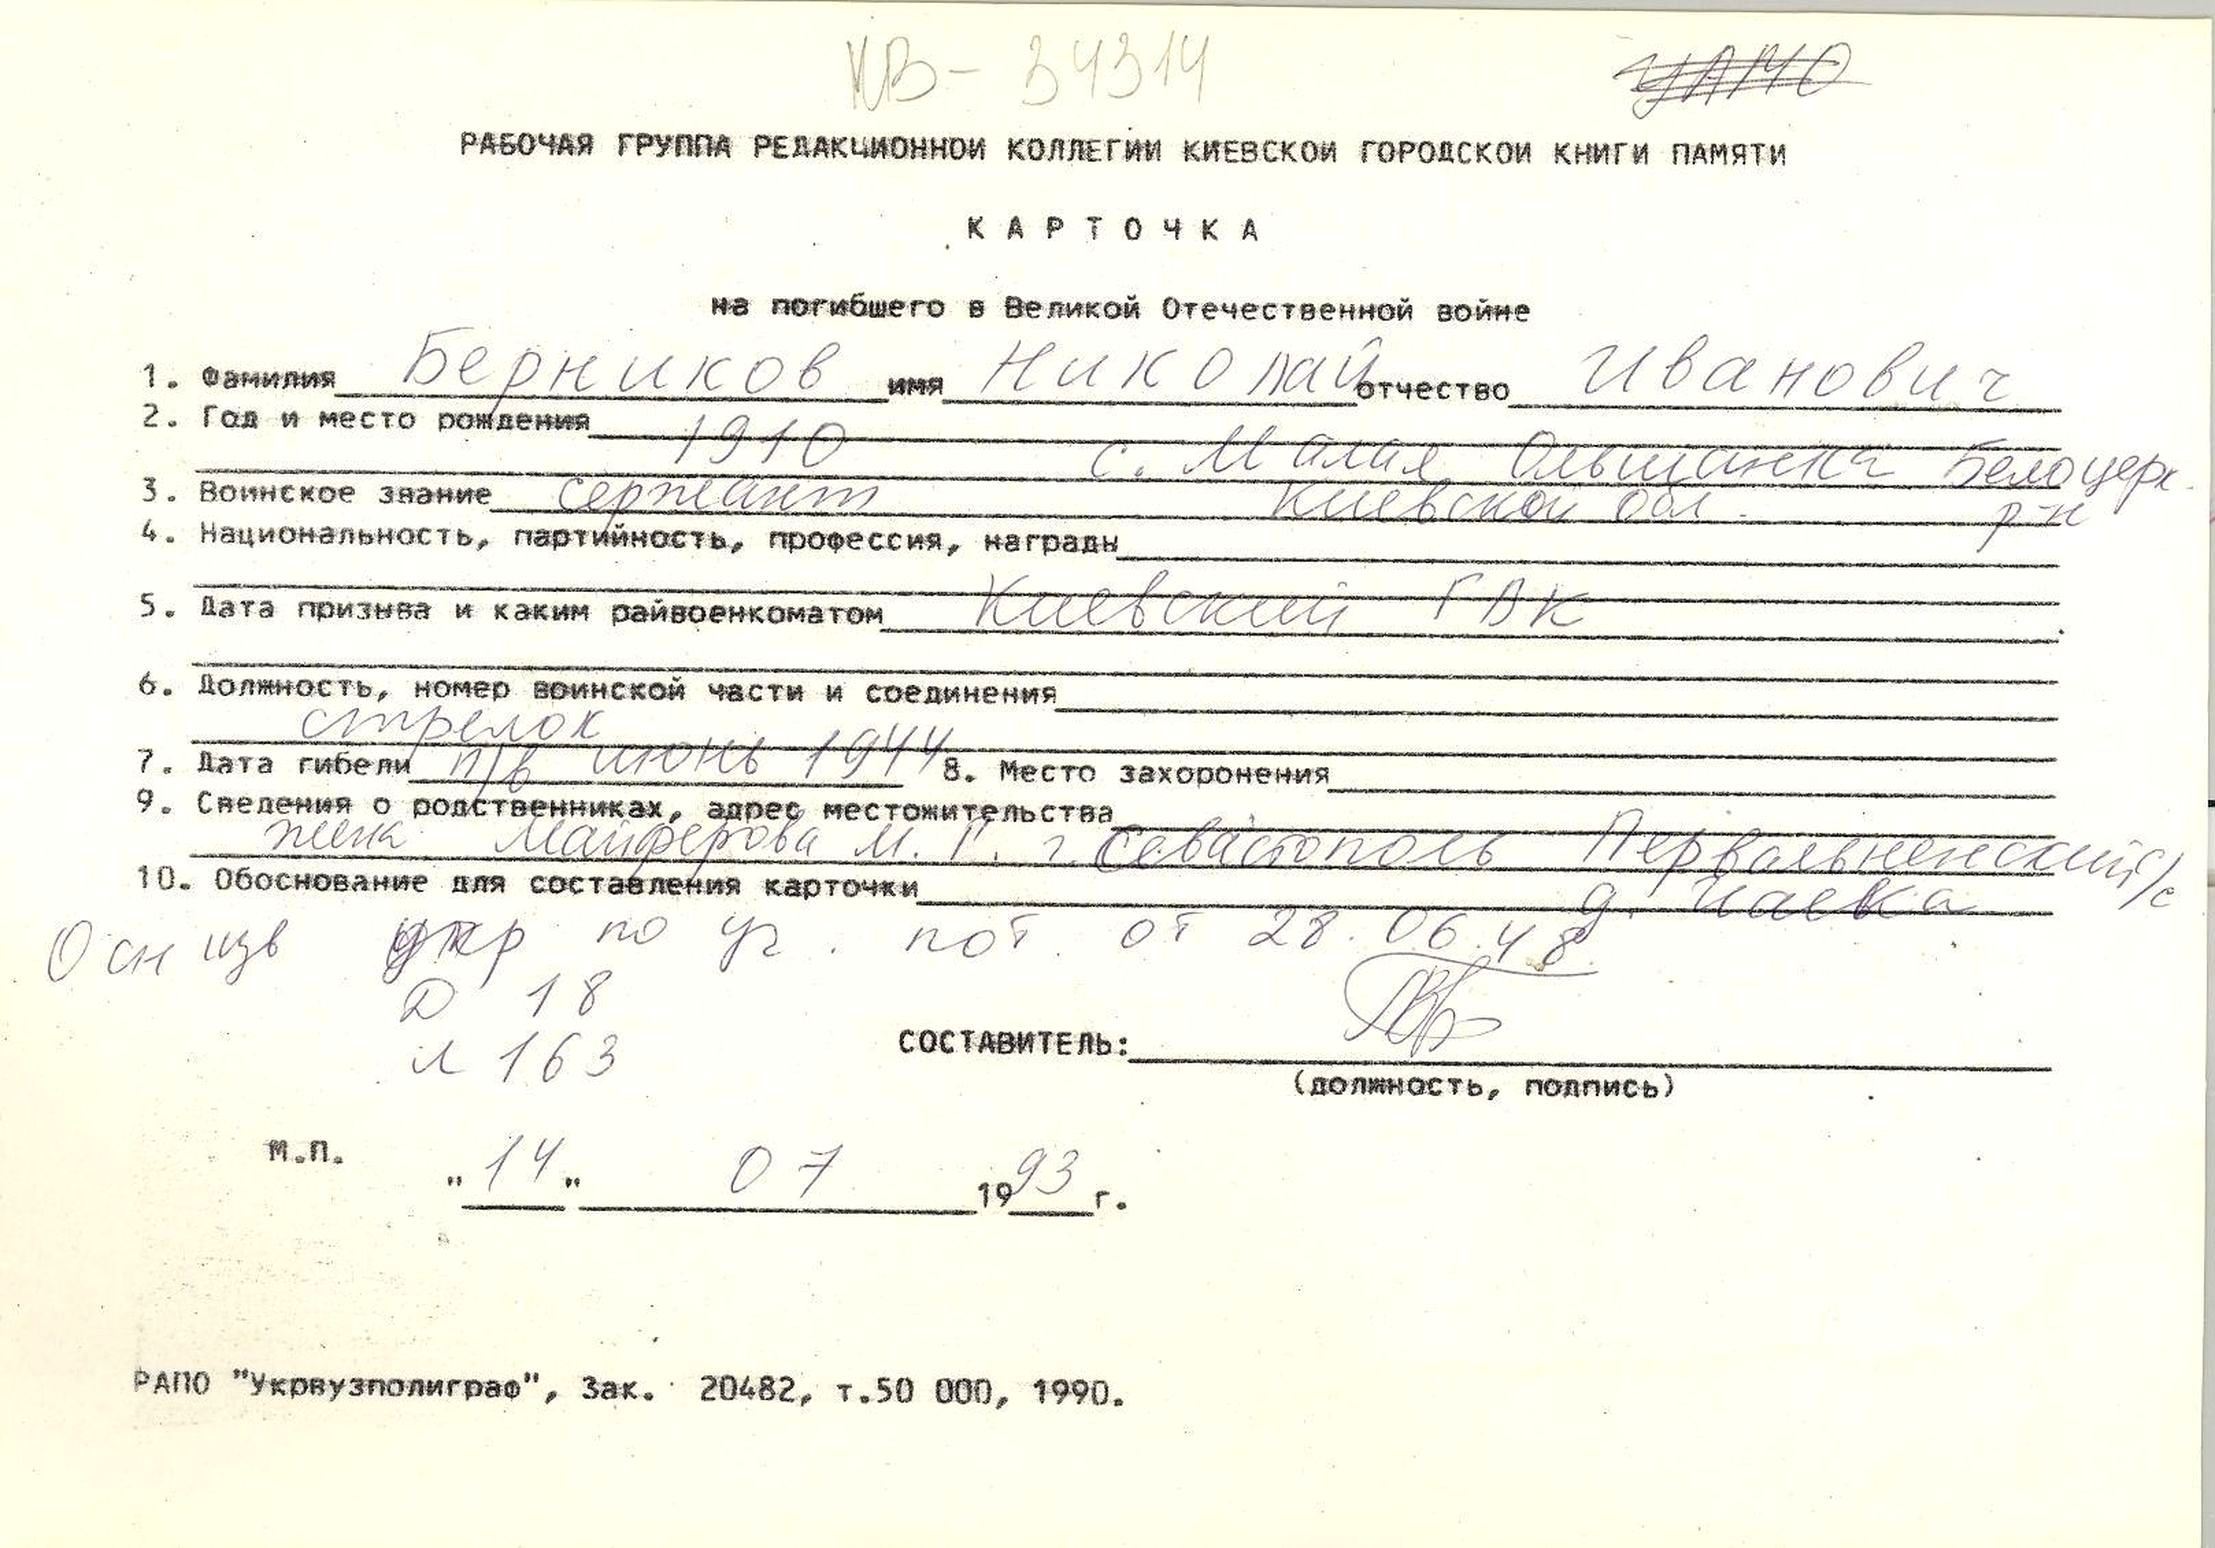 КВ - 34314
ЦАМО
РАБОЧАЯ ГРУППА РЕДАКЦИОННОЙ КОЛЛЕГИИ КИЕВСКОЙ ГОРОДСКОЙ КНИГИ ПАМЯТИ
КАРТОЧКА
на погибшего в Великой Отечественной войне
1. Фамилия Берников имя Николай отчество Иванович
2. Год и место рождения
1910 с. Малая Ольшанка Белоцерк.
3. Воинское звание сержант Киевской обл. р-н
4. Национальность, партийность, профессия, награды
5. Дата призыва и каким райвоенкоматом Киевский ГВК
6. Должность, номер воинской части и соединения
стрелок
7. Дата гибели п/в июнь 1944 8. Место захоронения
9. Сведения о родственниках, адрес местожительства
жена М. Г. г. Севастополь
10. Обоснование для составления карточки д.
Осн изв укр по уч. пот. от 28.06.48
Д 18
л 163
СОСТАВИТЕЛЬ:
(должность, подпись)
М.П.
"14" 07 1993 г.
РАПО "Укрвузполиграф", Зак. 20482, т.50 000, 1990.